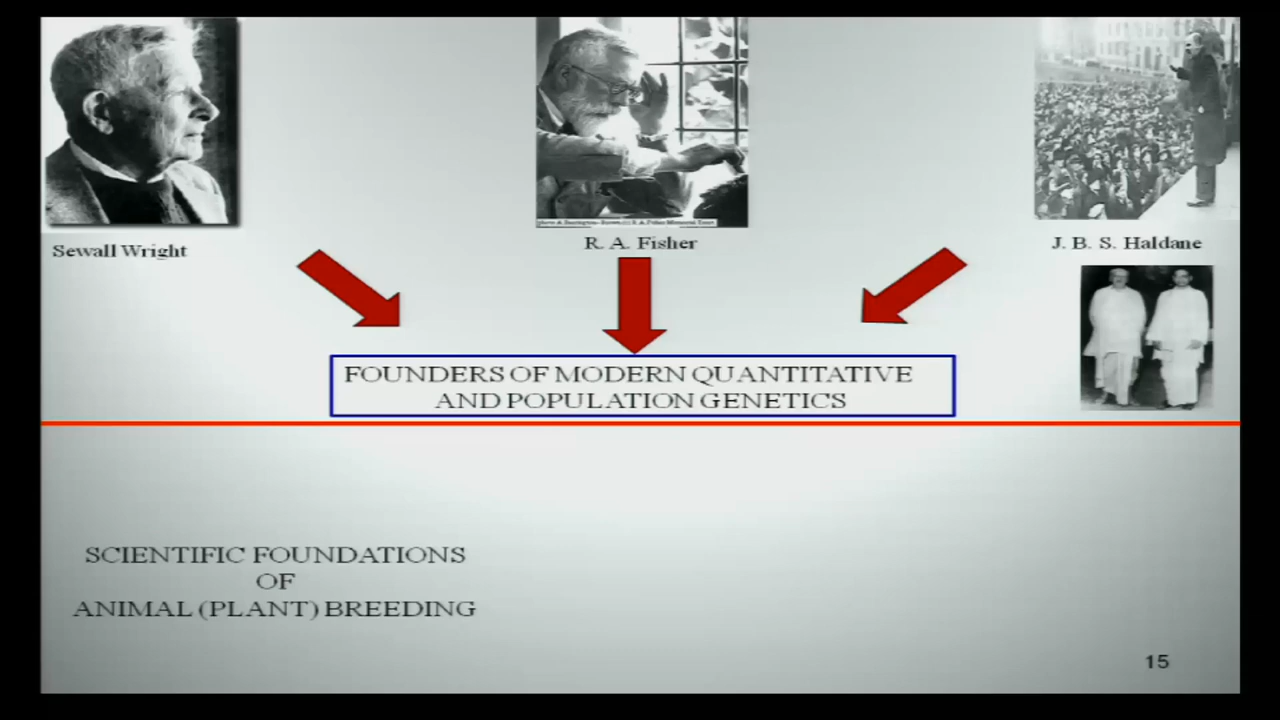 Sewall Wright
R. A. Fisher
J. B. S. Haldane
FOUNDERS OF MODERN QUANTITATIVE
AND POPULATION GENETICS
SCIENTIFIC FOUNDATIONS
OF
ANIMAL (PLANT) BREEDING
15